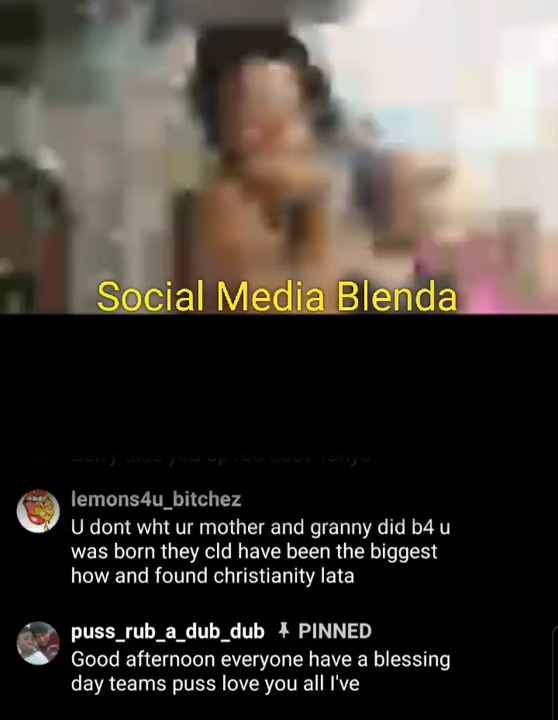 Social Media Blenda
lemons4u_bitchez
U dont wht ur mother and granny did b4 u
was born they cld have been the biggest
how and found christianity lata
puss_rub_a_dub_dub PINNED
Good afternoon everyone have a blessing
day teams puss love you all I've